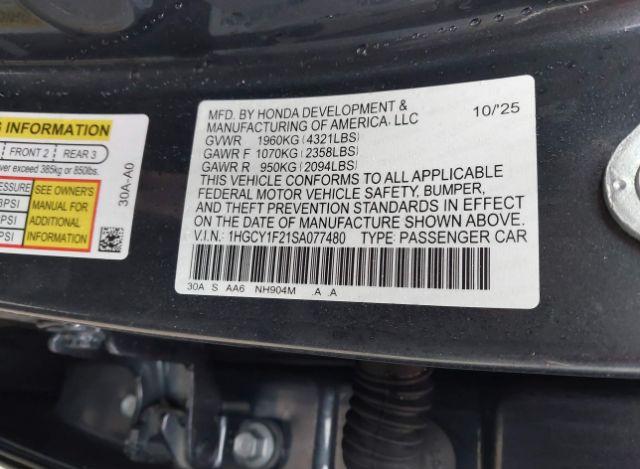 G INFORMATION
FRONT 2 REAR 3
ver exceed 385kg or 850lbs.
ESSURE
PSI
PSI
PSI
SEE OWNER'S
MANUAL FOR
ADDITIONAL
INFORMATION
30A-A0
MFD. BY HONDA DEVELOPMENT &
MANUFACTURING OF AMERICA, LLC
10/'25
GVWR 1960KG (4321LBS)
GAWR F 1070KG (2358LBS)
GAWR R 950KG (2094LBS)
THIS VEHICLE CONFORMS TO ALL APPLICABLE
FEDERAL MOTOR VEHICLE SAFETY, BUMPER,
AND THEFT PREVENTION STANDARDS IN EFFECT
ON THE DATE OF MANUFACTURE SHOWN ABOVE.
V.I.N.: 1HGCY1F21SA077480 TYPE: PASSENGER CAR
30A S AA6 NH904M .A .A